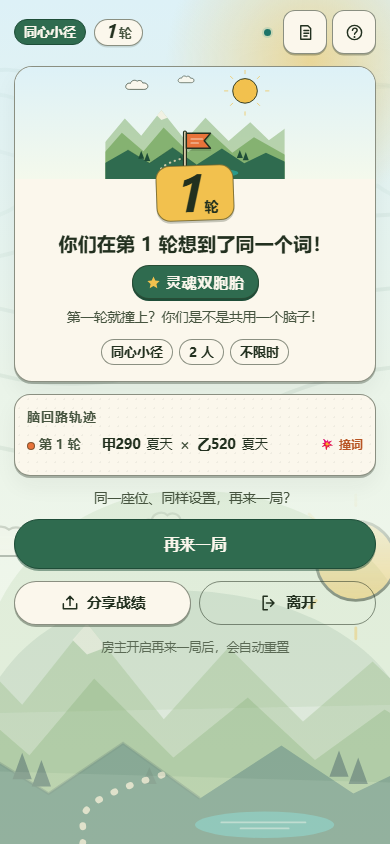 同心小径 1轮
1轮
你们在第 1 轮想到了同一个词！
灵魂双胞胎
第一轮就撞上？你们是不是共用一个脑子！
同心小径 2 人 不限时
脑回路轨迹
第 1 轮 甲290 夏天 × 乙520 夏天 撞词
同一座位、同样设置，再来一局？
再来一局
分享战绩 离开
房主开启再来一局后，会自动重置